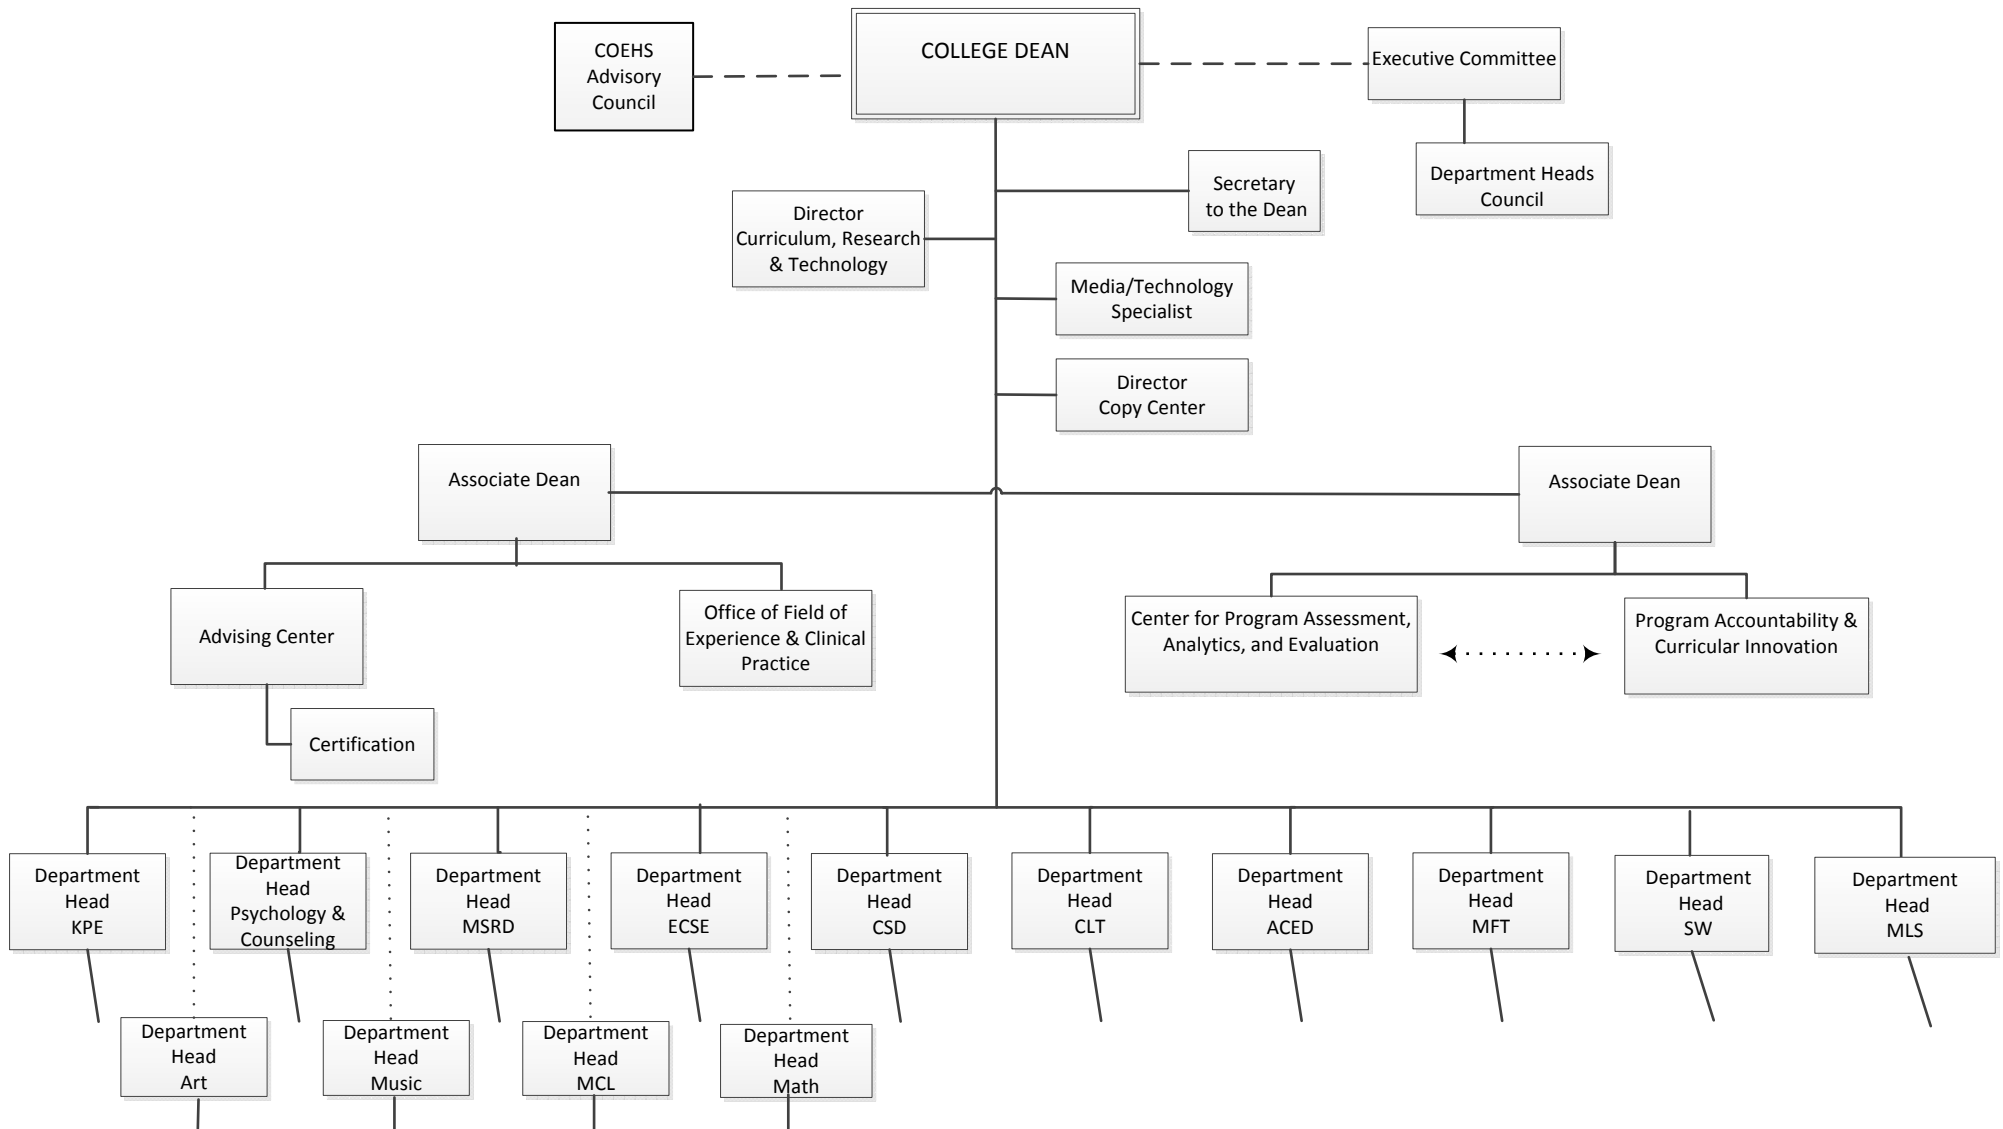 COEHS
Advisory
Council
COLLEGE DEAN
Executive Committee
Department Heads
Council
Secretary
to the Dean
Director
Curriculum, Research
& Technology
Media/Technology
Specialist
Director
Copy Center
Associate Dean
Associate Dean
Advising Center
Office of Field of
Experience & Clinical
Practice
Center for Program Assessment,
Analytics, and Evaluation
Program Accountability &
Curricular Innovation
Certification
Department
Head
KPE
Department
Head
Psychology &
Counseling
Department
Head
MSRD
Department
Head
ECSE
Department
Head
CSD
Department
Head
CLT
Department
Head
ACED
Department
Head
MFT
Department
Head
SW
Department
Head
MLS
Department
Head
Art
Department
Head
Music
Department
Head
MCL
Department
Head
Math